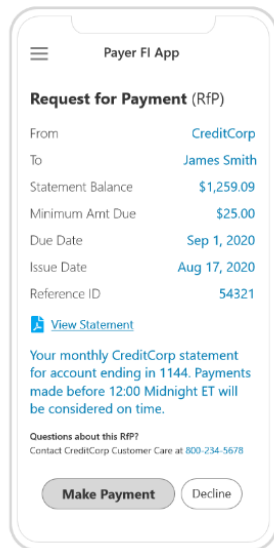 Payer FI App
Request for Payment (RfP)
From CreditCorp
To James Smith
Statement Balance $1,259.09
Minimum Amt Due $25.00
Due Date Sep 1, 2020
Issue Date Aug 17, 2020
Reference ID 54321
View Statement
Your monthly CreditCorp statement
for account ending in 1144. Payments
made before 12:00 Midnight ET will
be considered on time.
Questions about this RfP?
Contact CreditCorp Customer Care at 800-234-5678
Make Payment Decline